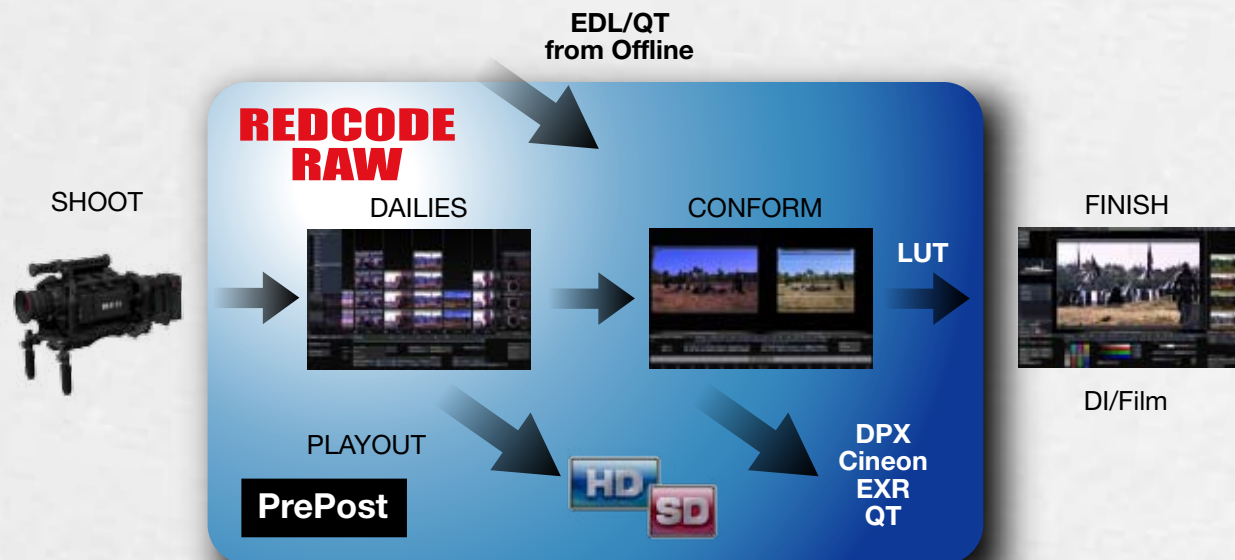 EDL/QT
from Offline
REDCODE
RAW
SHOOT
DAILIES
CONFORM
FINISH
LUT
DI/Film
PLAYOUT
DPX
Cineon
EXR
QT
HD
SD
PrePost